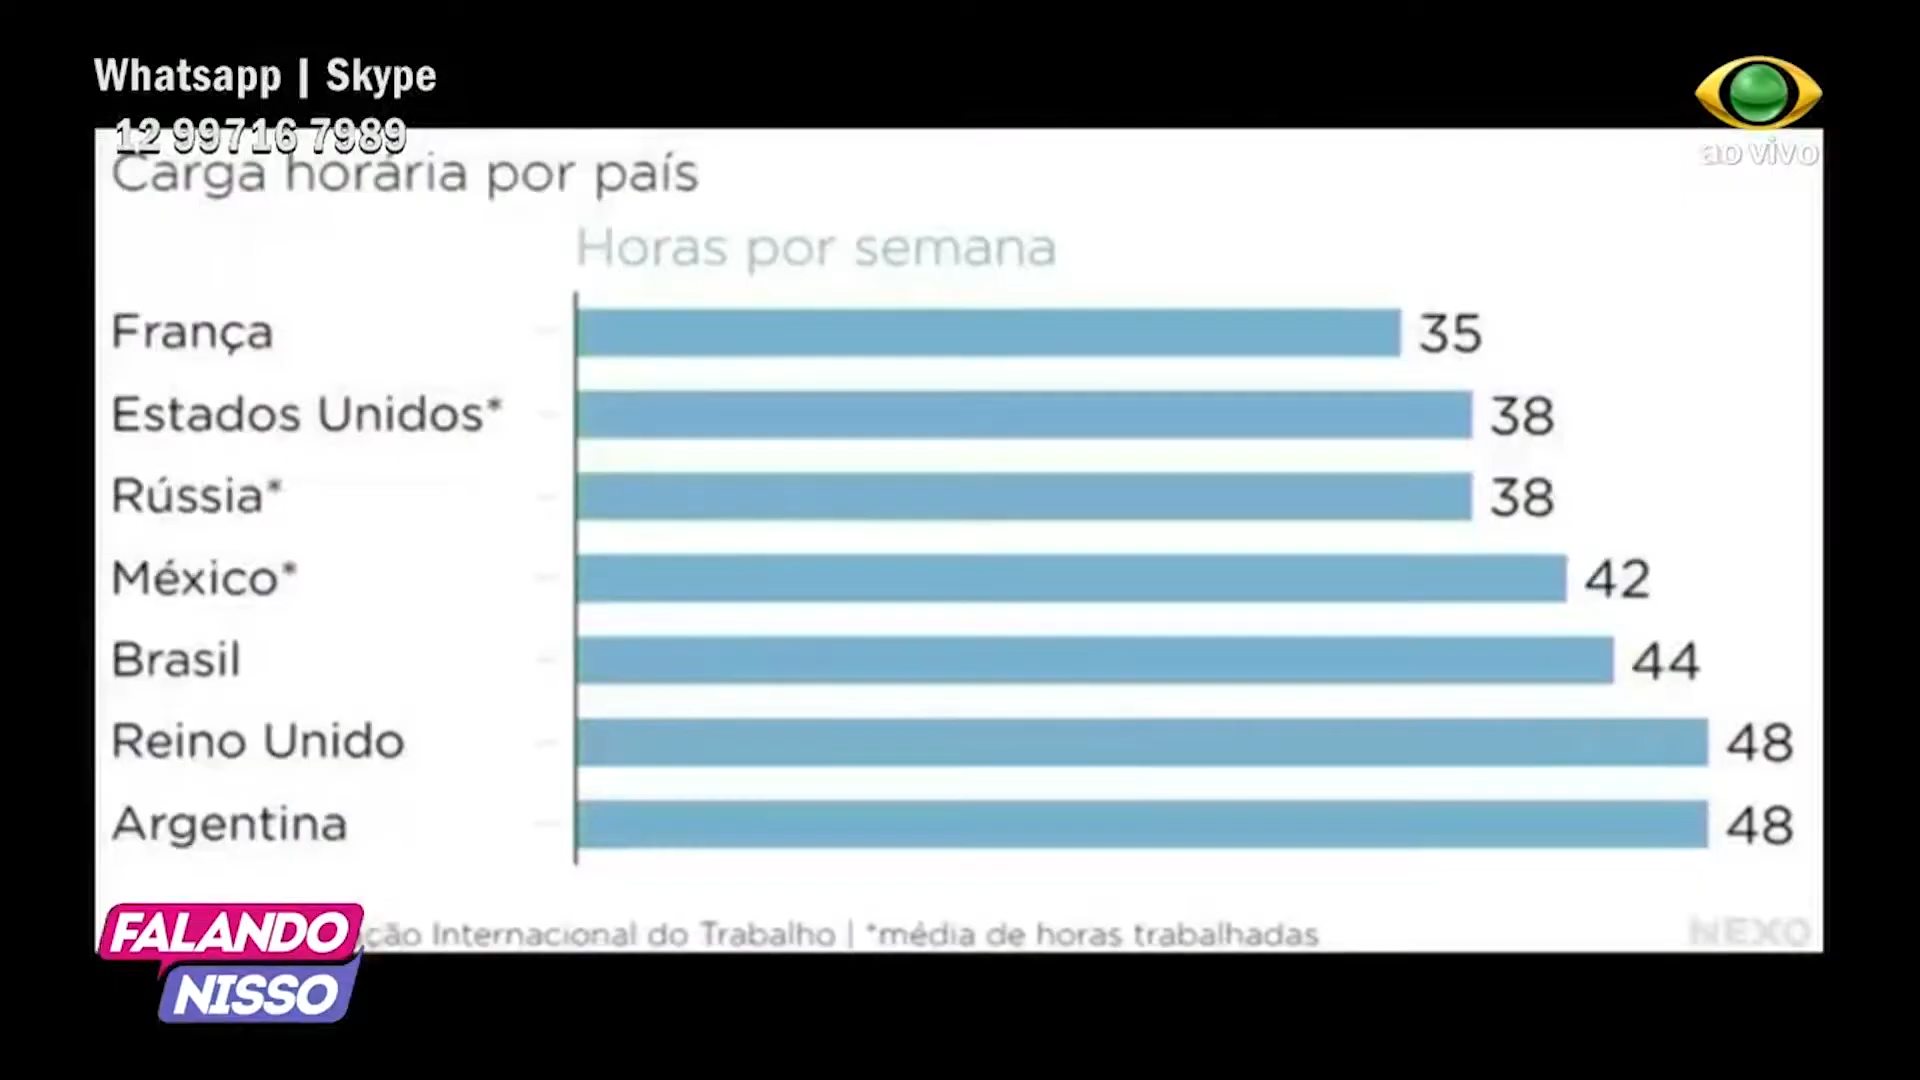 Whatsapp | Skype
12 99716 7989
ao vivo
Carga horária por país
Horas por semana
França 35
Estados Unidos* 38
Rússia* 38
México* 42
Brasil 44
Reino Unido 48
Argentina 48
FALANDO
NISSO
ção Internacional do Trabalho | *média de horas trabalhadas
NEXO